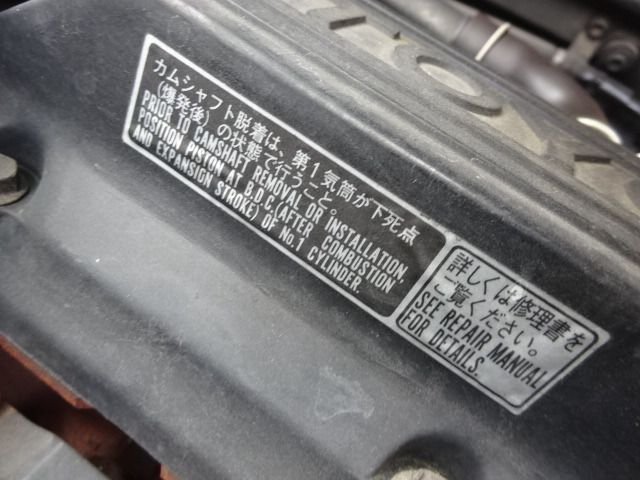 カムシャフト脱着は、第1気筒が下死点
(爆発後)の状態で行うこと。
PRIOR TO CAMSHAFT REMOVAL OR INSTALLATION,
POSITION PISTON AT B.D.C.(AFTER COMBUSTION
AND EXPANSION STROKE) OF No.1 CYLINDER.
詳しくは修理書を
ご覧ください。
SEE REPAIR MANUAL
FOR DETAILS.